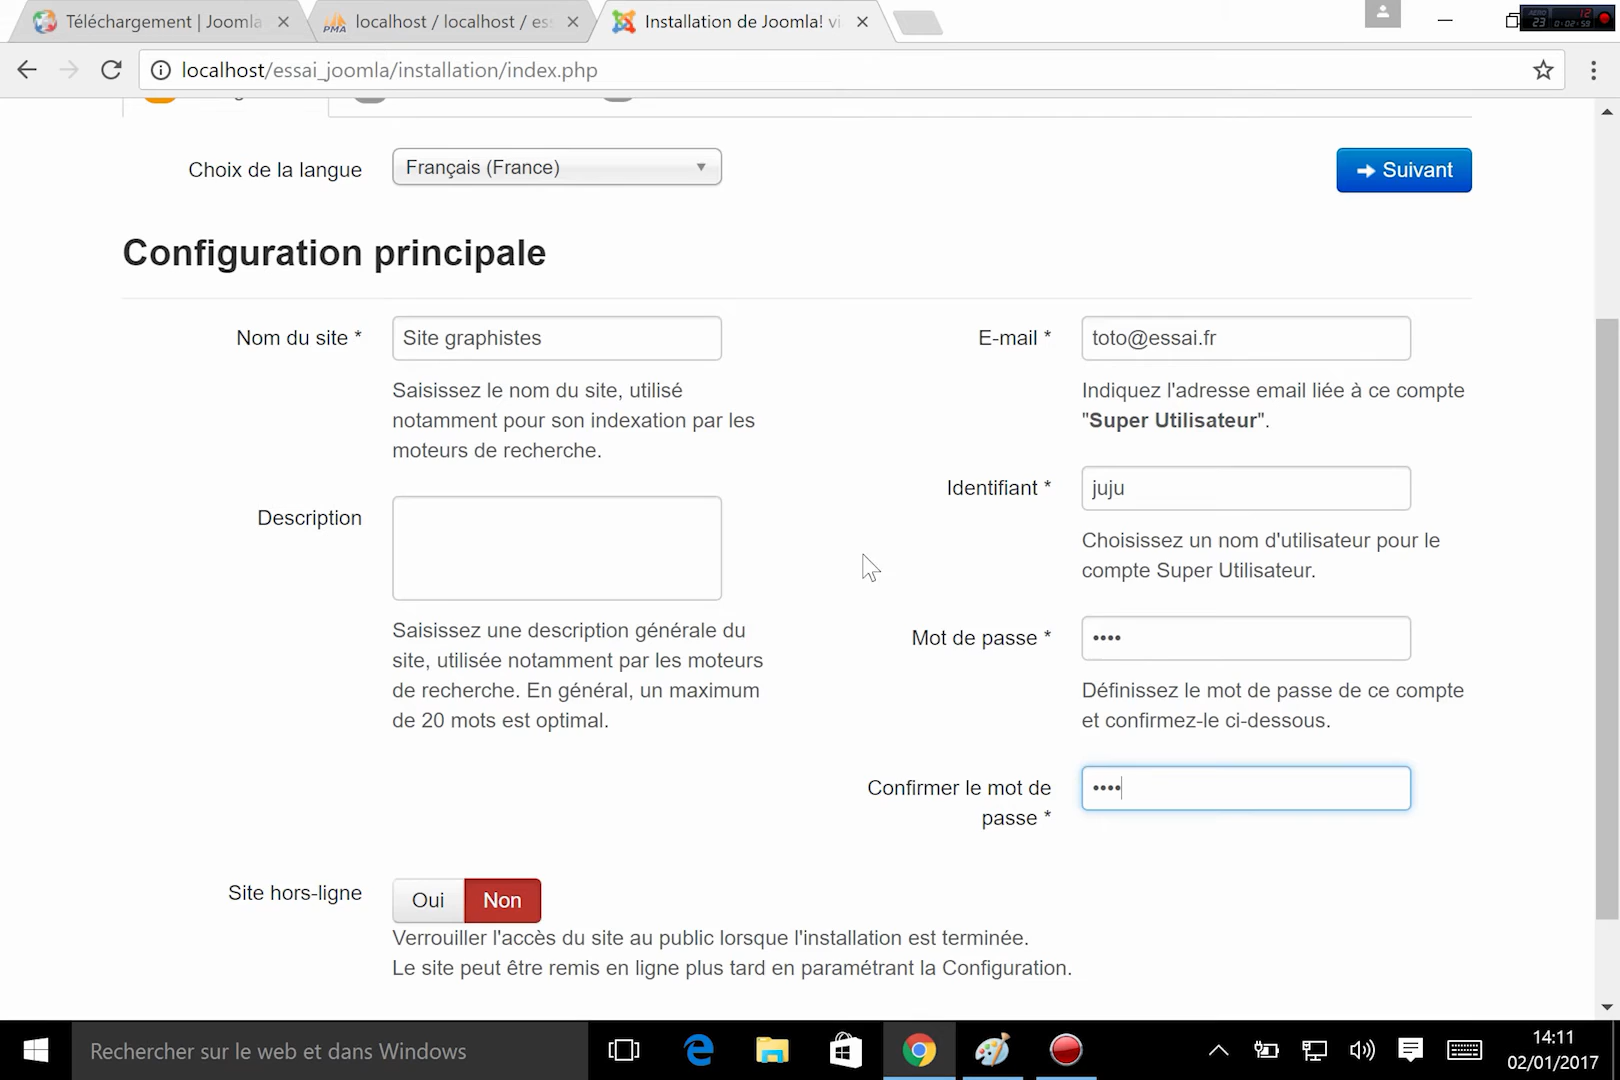 Téléchargement | Joomla
localhost / localhost / es
Installation de Joomla! vi
localhost/essai_joomla/installation/index.php
Choix de la langue
Français (France)
Suivant
Configuration principale
Nom du site *
Site graphistes
Saisissez le nom du site, utilisé
notamment pour son indexation par les
moteurs de recherche.
Description
Saisissez une description générale du
site, utilisée notamment par les moteurs
de recherche. En général, un maximum
de 20 mots est optimal.
E-mail *
toto@essai.fr
Indiquez l'adresse email liée à ce compte
"Super Utilisateur".
Identifiant *
juju
Choisissez un nom d'utilisateur pour le
compte Super Utilisateur.
Mot de passe *
••••
Définissez le mot de passe de ce compte
et confirmez-le ci-dessous.
Confirmer le mot de
passe *
••••
Site hors-ligne
Oui
Non
Verrouiller l'accès du site au public lorsque l'installation est terminée.
Le site peut être remis en ligne plus tard en paramétrant la Configuration.
Rechercher sur le web et dans Windows
14:11
02/01/2017